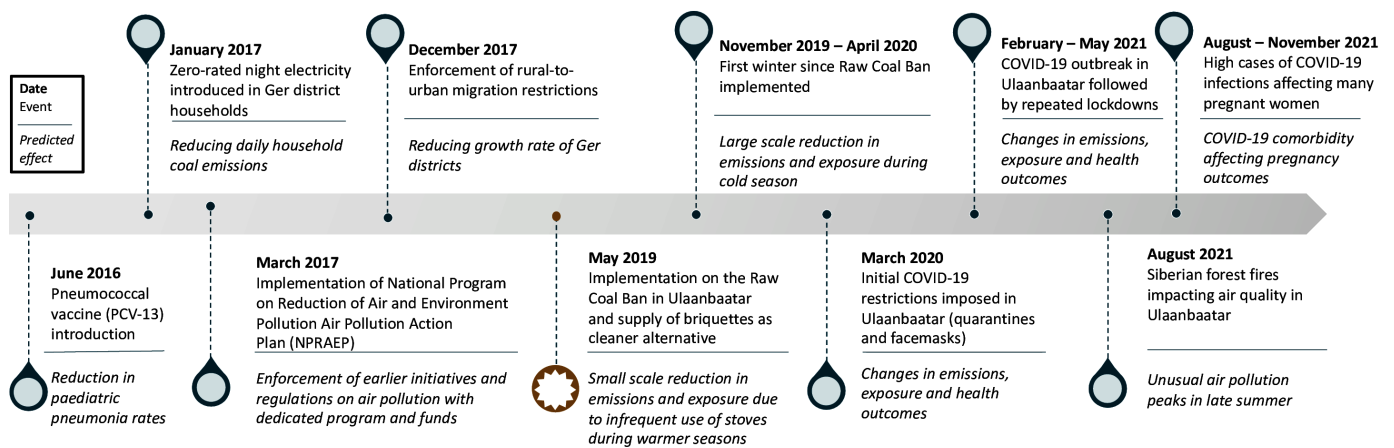 Date
Event
Predicted
effect
January 2017
Zero-rated night electricity
introduced in Ger district
households
Reducing daily household
coal emissions
December 2017
Enforcement of rural-to-
urban migration restrictions
Reducing growth rate of Ger
districts
November 2019 – April 2020
First winter since Raw Coal Ban
implemented
Large scale reduction in
emissions and exposure during
cold season
February – May 2021
COVID-19 outbreak in
Ulaanbaatar followed
by repeated lockdowns
Changes in emissions,
exposure and health
outcomes
August – November 2021
High cases of COVID-19
infections affecting many
pregnant women
COVID-19 comorbidity
affecting pregnancy
outcomes
June 2016
Pneumococcal
vaccine (PCV-13)
introduction
Reduction in
paediatric
pneumonia rates
March 2017
Implementation of National Program
on Reduction of Air and Environment
Pollution Air Pollution Action
Plan (NPRAEP)
Enforcement of earlier initiatives and
regulations on air pollution with
dedicated program and funds
May 2019
Implementation on the Raw
Coal Ban in Ulaanbaatar
and supply of briquettes as
cleaner alternative
Small scale reduction in
emissions and exposure due
to infrequent use of stoves
during warmer seasons
March 2020
Initial COVID-19
restrictions imposed in
Ulaanbaatar (quarantines
and facemasks)
Changes in emissions,
exposure and health
outcomes
August 2021
Siberian forest fires
impacting air quality in
Ulaanbaatar
Unusual air pollution
peaks in late summer